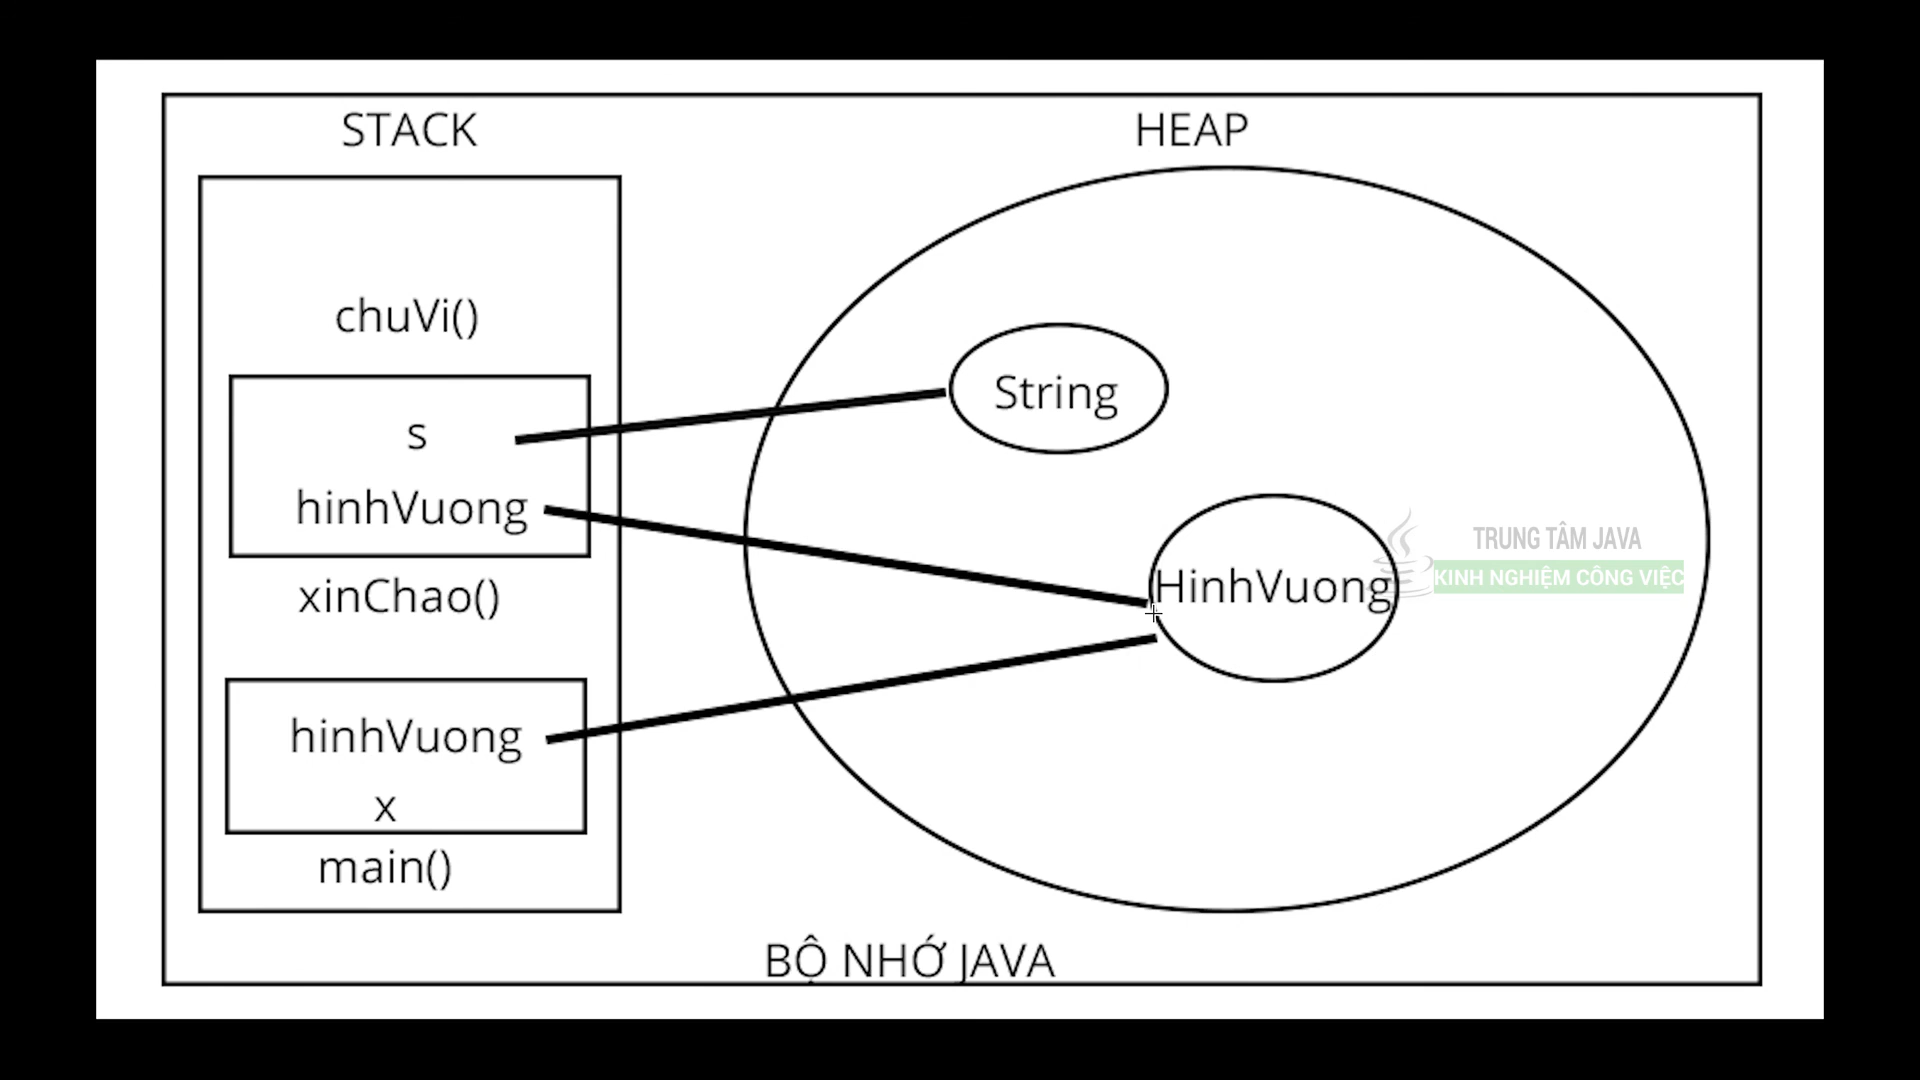 STACK
HEAP
chuVi()
s
hinhVuong
xinChao()
hinhVuong
x
main()
String
HinhVuong
TRUNG TÂM JAVA
KINH NGHIỆM CÔNG VIỆC
BỘ NHỚ JAVA